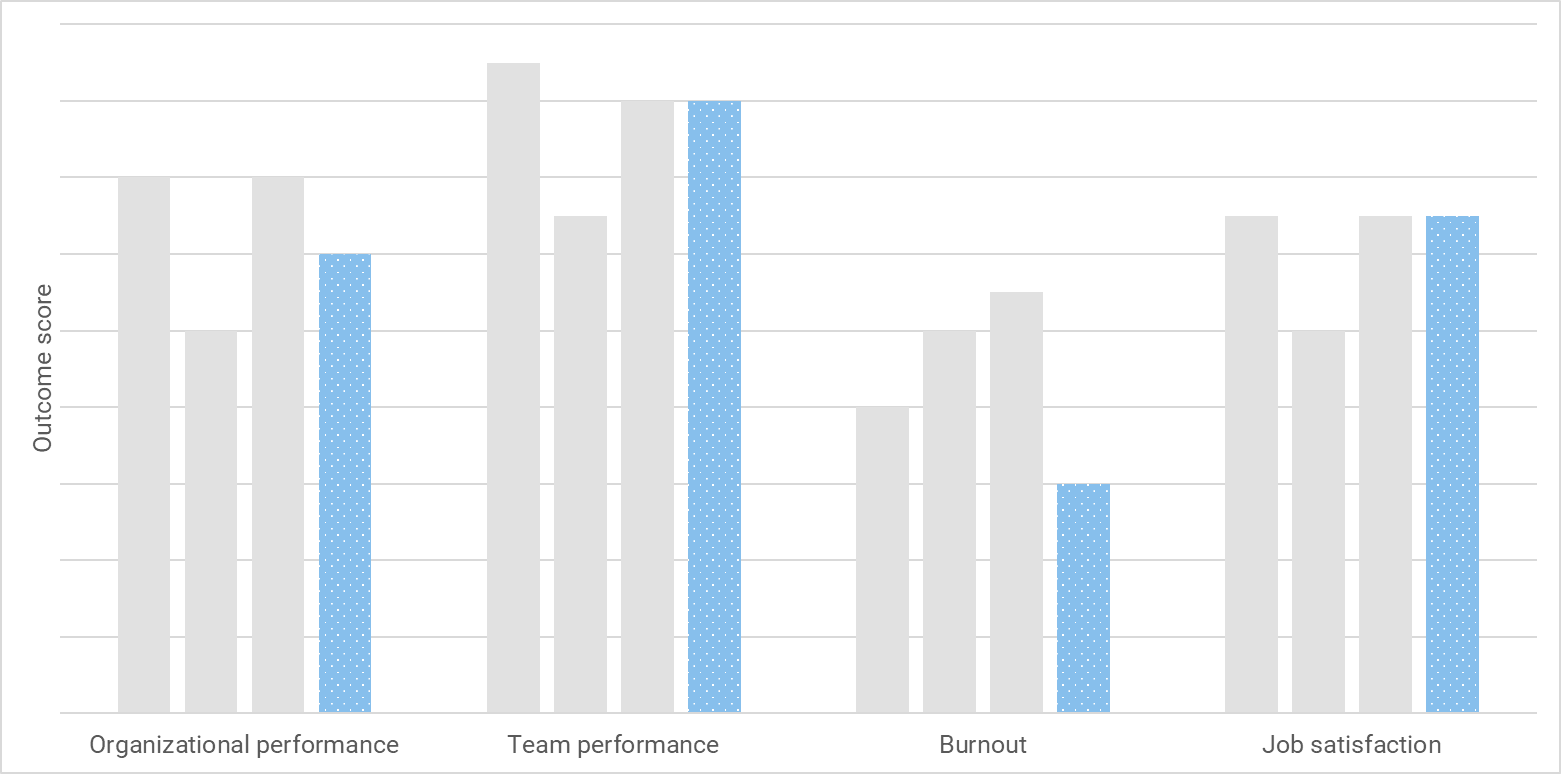 Outcome score
Organizational performance
Team performance
Burnout
Job satisfaction